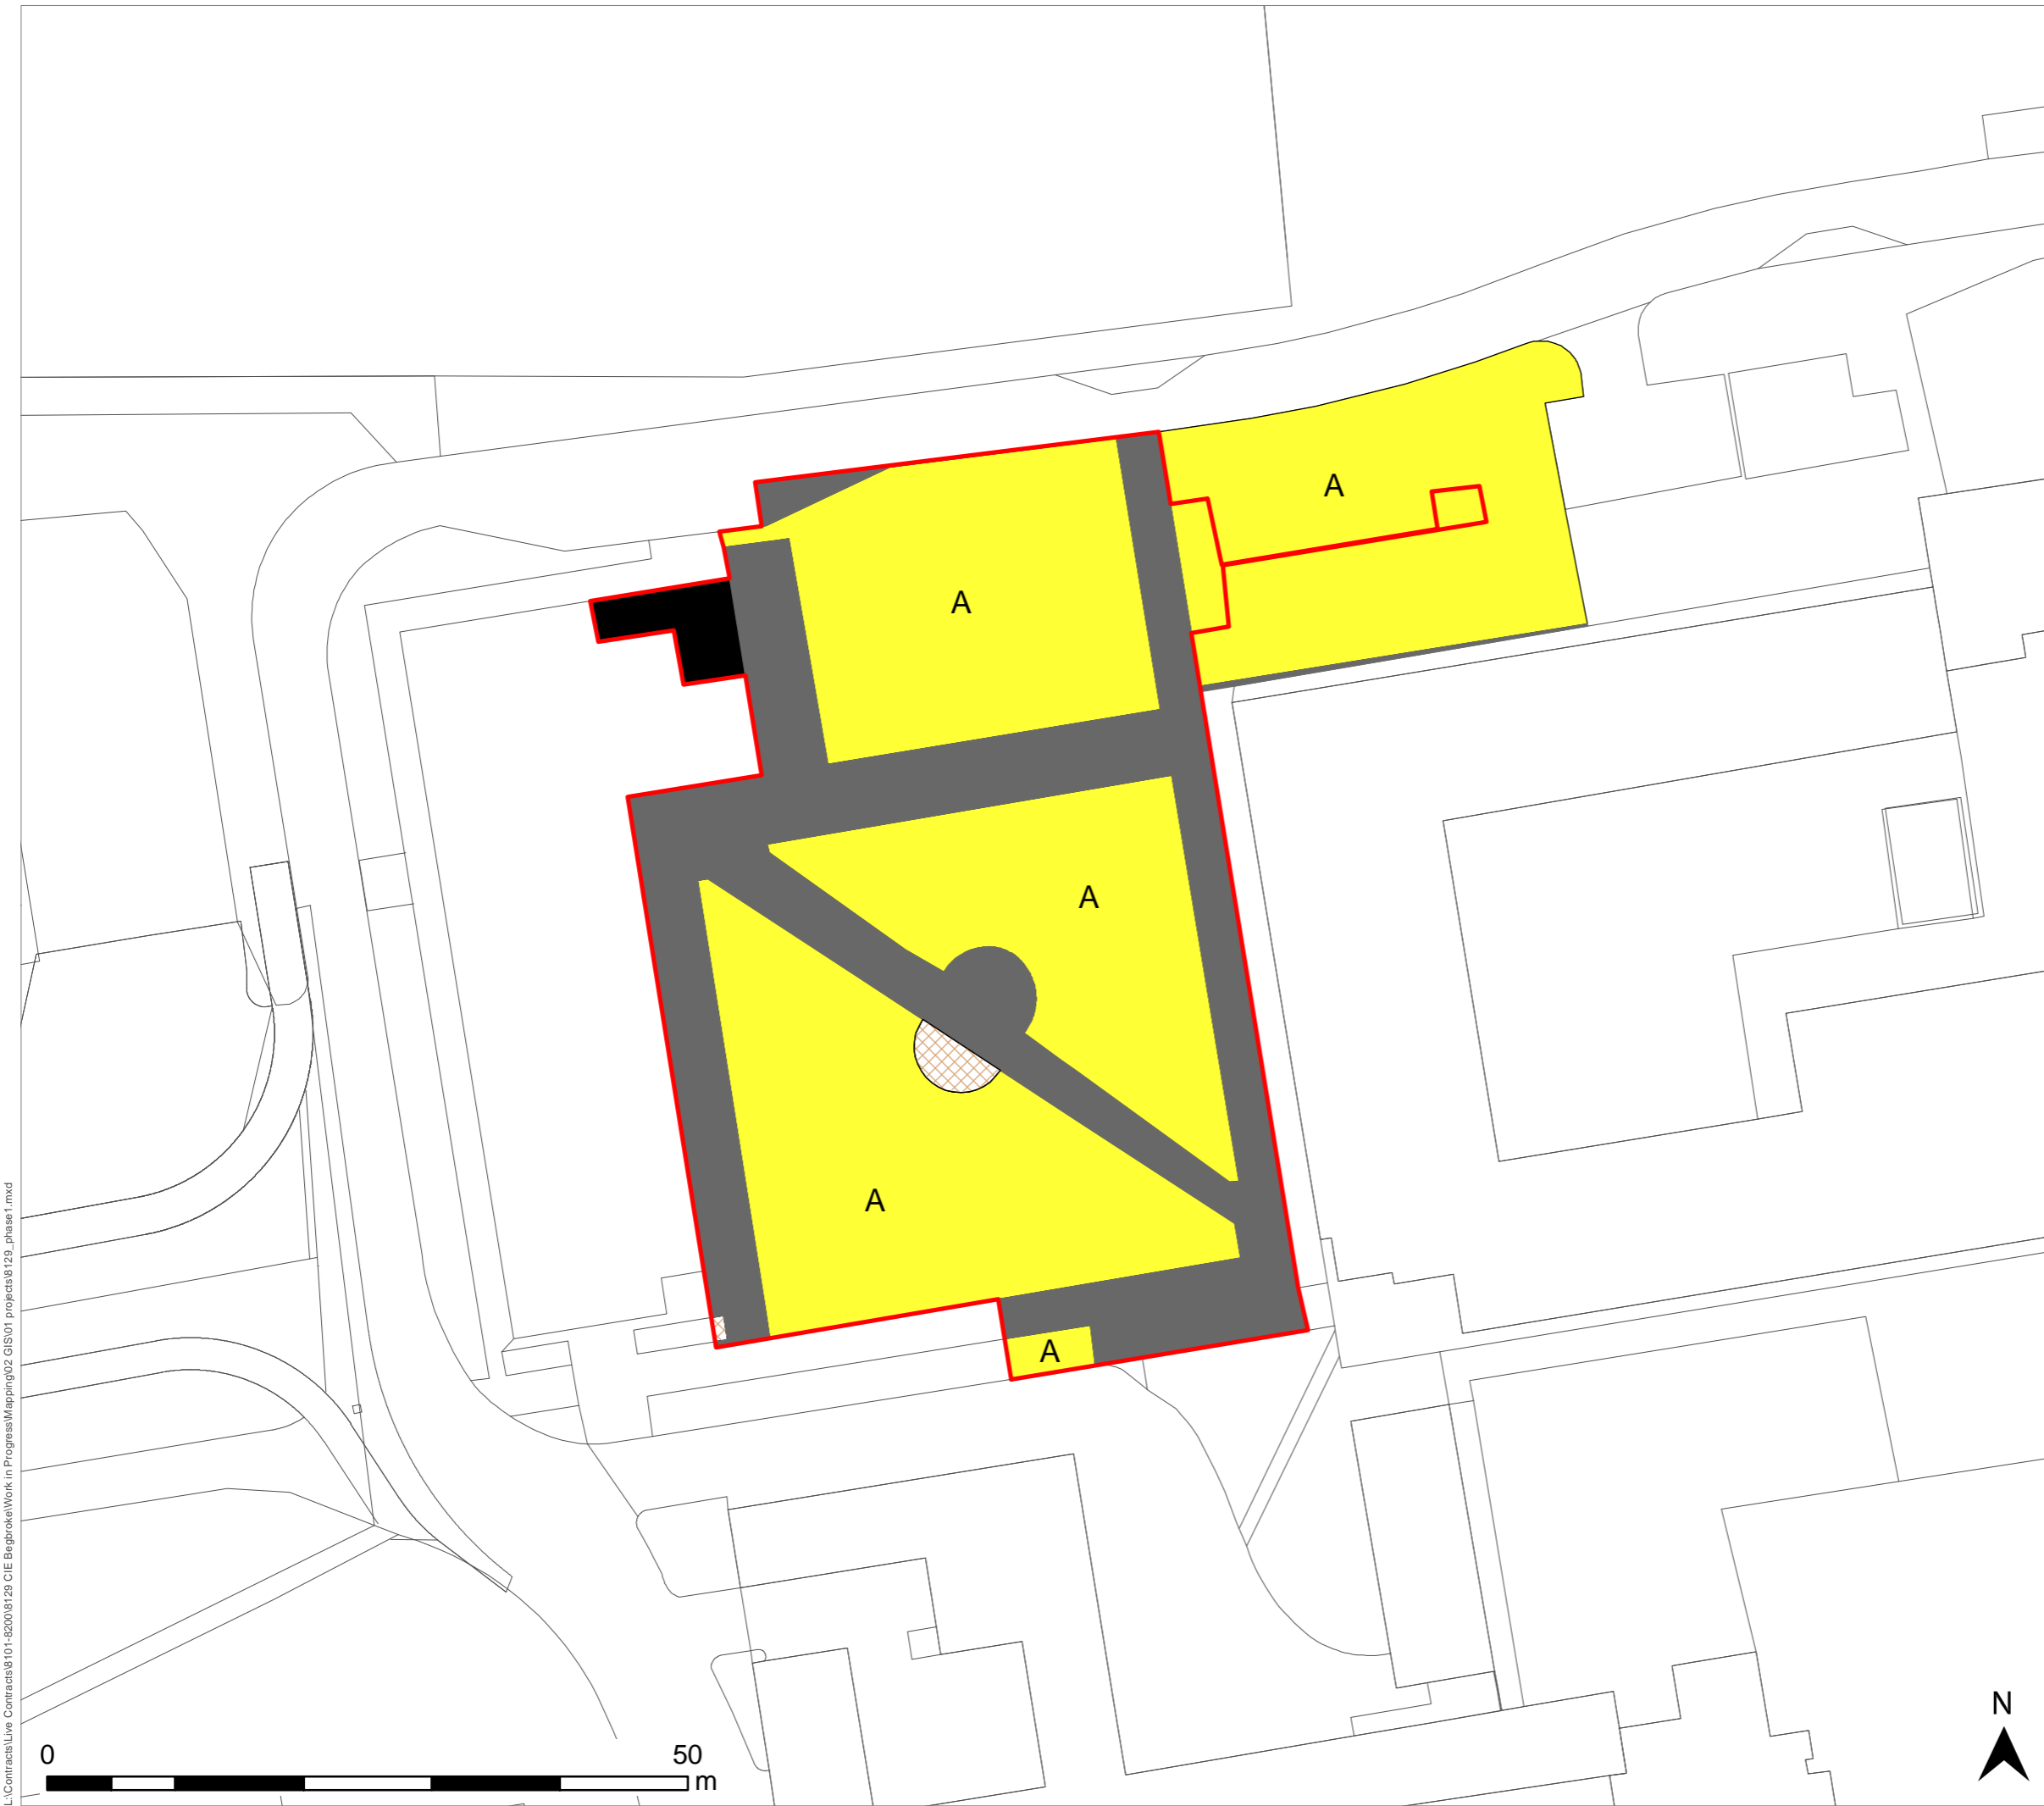 A
A
A
A
A
N
0 50
m
L:\Contracts\Live Contracts\8101-8200\8129 CIE Begbroke\Work in Progress\Mapping\02 GIS\01 projects\8129_phase1.mxd